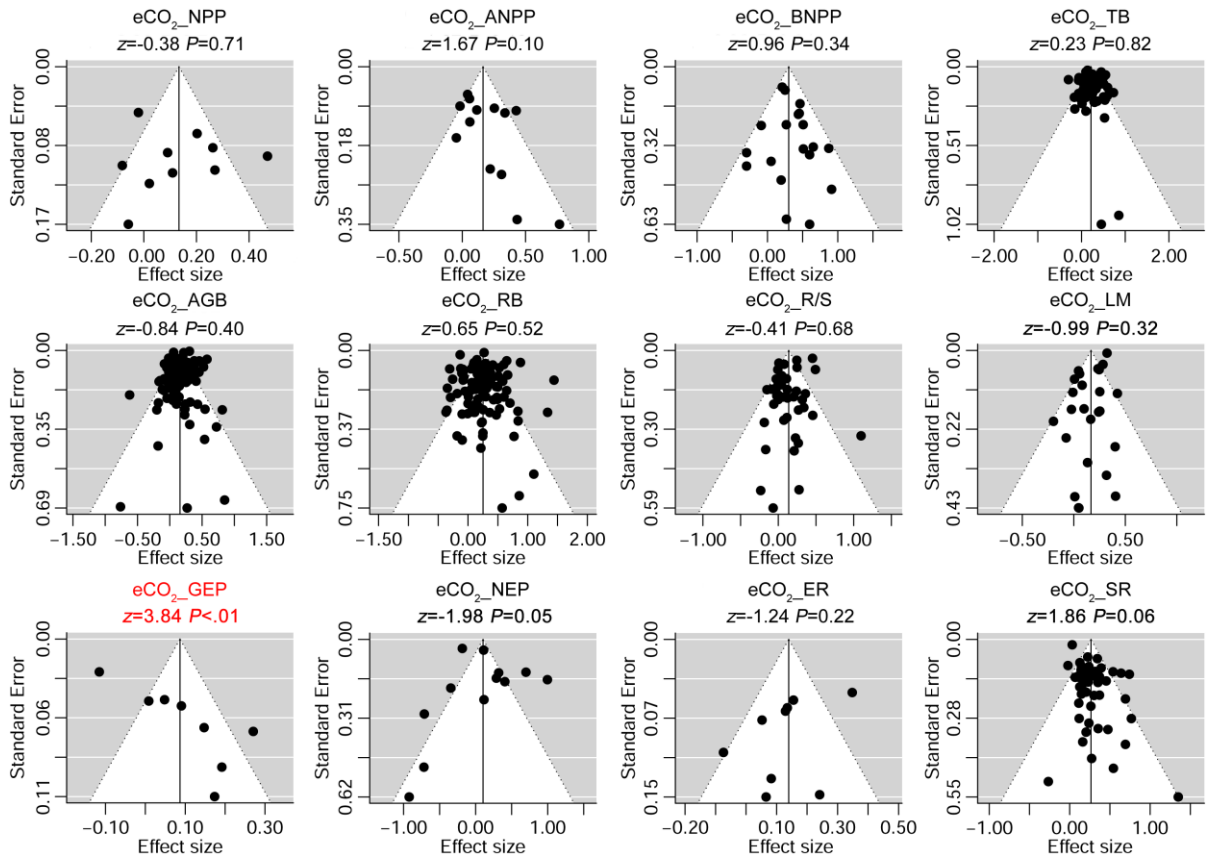 eCO₂_NPP
z=-0.38 P=0.71
Standard Error
0.00
0.08
0.17
−0.20 0.00 0.20 0.40
Effect size
eCO₂_ANPP
z=1.67 P=0.10
Standard Error
0.00
0.18
0.35
−0.50 0.00 0.50 1.00
Effect size
eCO₂_BNPP
z=0.96 P=0.34
Standard Error
0.00
0.32
0.63
−1.00 0.00 1.00
Effect size
eCO₂_TB
z=0.23 P=0.82
Standard Error
0.00
0.51
1.02
−2.00 0.00 2.00
Effect size
eCO₂_AGB
z=-0.84 P=0.40
Standard Error
0.00
0.35
0.69
−1.50 −0.50 0.50 1.50
Effect size
eCO₂_RB
z=0.65 P=0.52
Standard Error
0.00
0.37
0.75
−1.00 0.00 1.00 2.00
Effect size
eCO₂_R/S
z=-0.41 P=0.68
Standard Error
0.00
0.30
0.59
−1.00 0.00 1.00
Effect size
eCO₂_LM
z=-0.99 P=0.32
Standard Error
0.00
0.22
0.43
−0.50 0.00 0.50 1.00
Effect size
eCO₂_GEP
z=3.84 P<.01
Standard Error
0.00
0.06
0.11
−0.10 0.10 0.30
Effect size
eCO₂_NEP
z=-1.98 P=0.05
Standard Error
0.00
0.31
0.62
−1.00 0.00 1.00
Effect size
eCO₂_ER
z=-1.24 P=0.22
Standard Error
0.00
0.07
0.15
−0.20 0.10 0.30 0.50
Effect size
eCO₂_SR
z=1.86 P=0.06
Standard Error
0.00
0.28
0.55
−1.00 0.00 1.00
Effect size